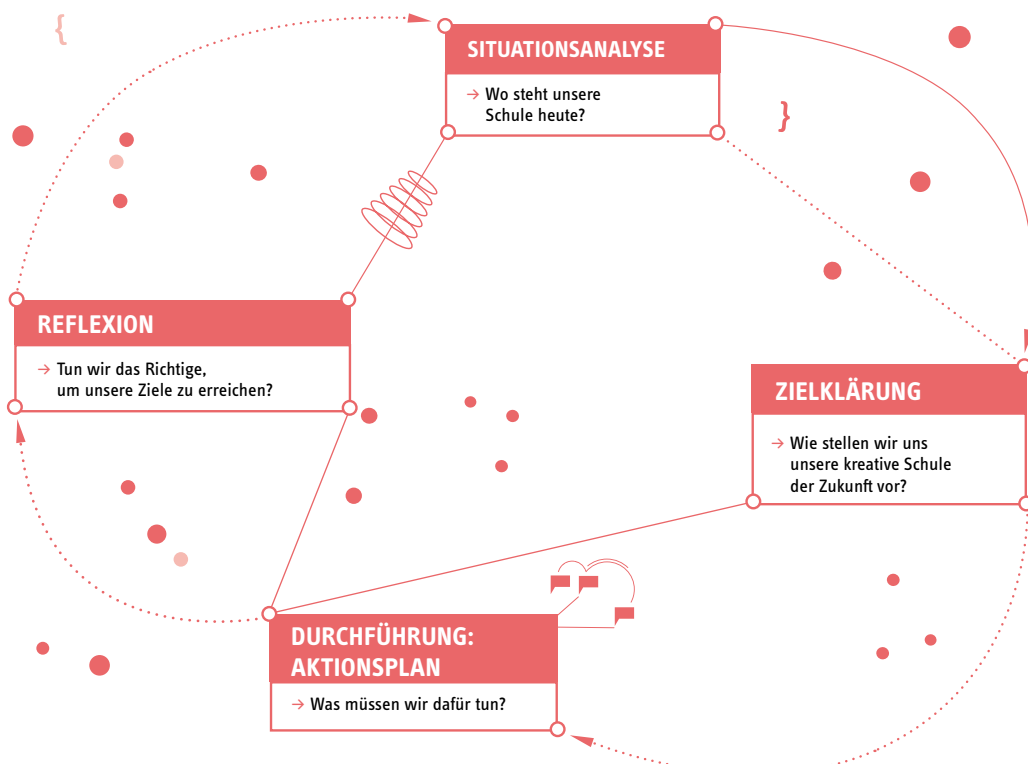 {
SITUATIONSANALYSE
→ Wo steht unsere
Schule heute?
}
REFLEXION
→ Tun wir das Richtige,
um unsere Ziele zu erreichen?
ZIELKLÄRUNG
→ Wie stellen wir uns
unsere kreative Schule
der Zukunft vor?
DURCHFÜHRUNG:
AKTIONSPLAN
→ Was müssen wir dafür tun?